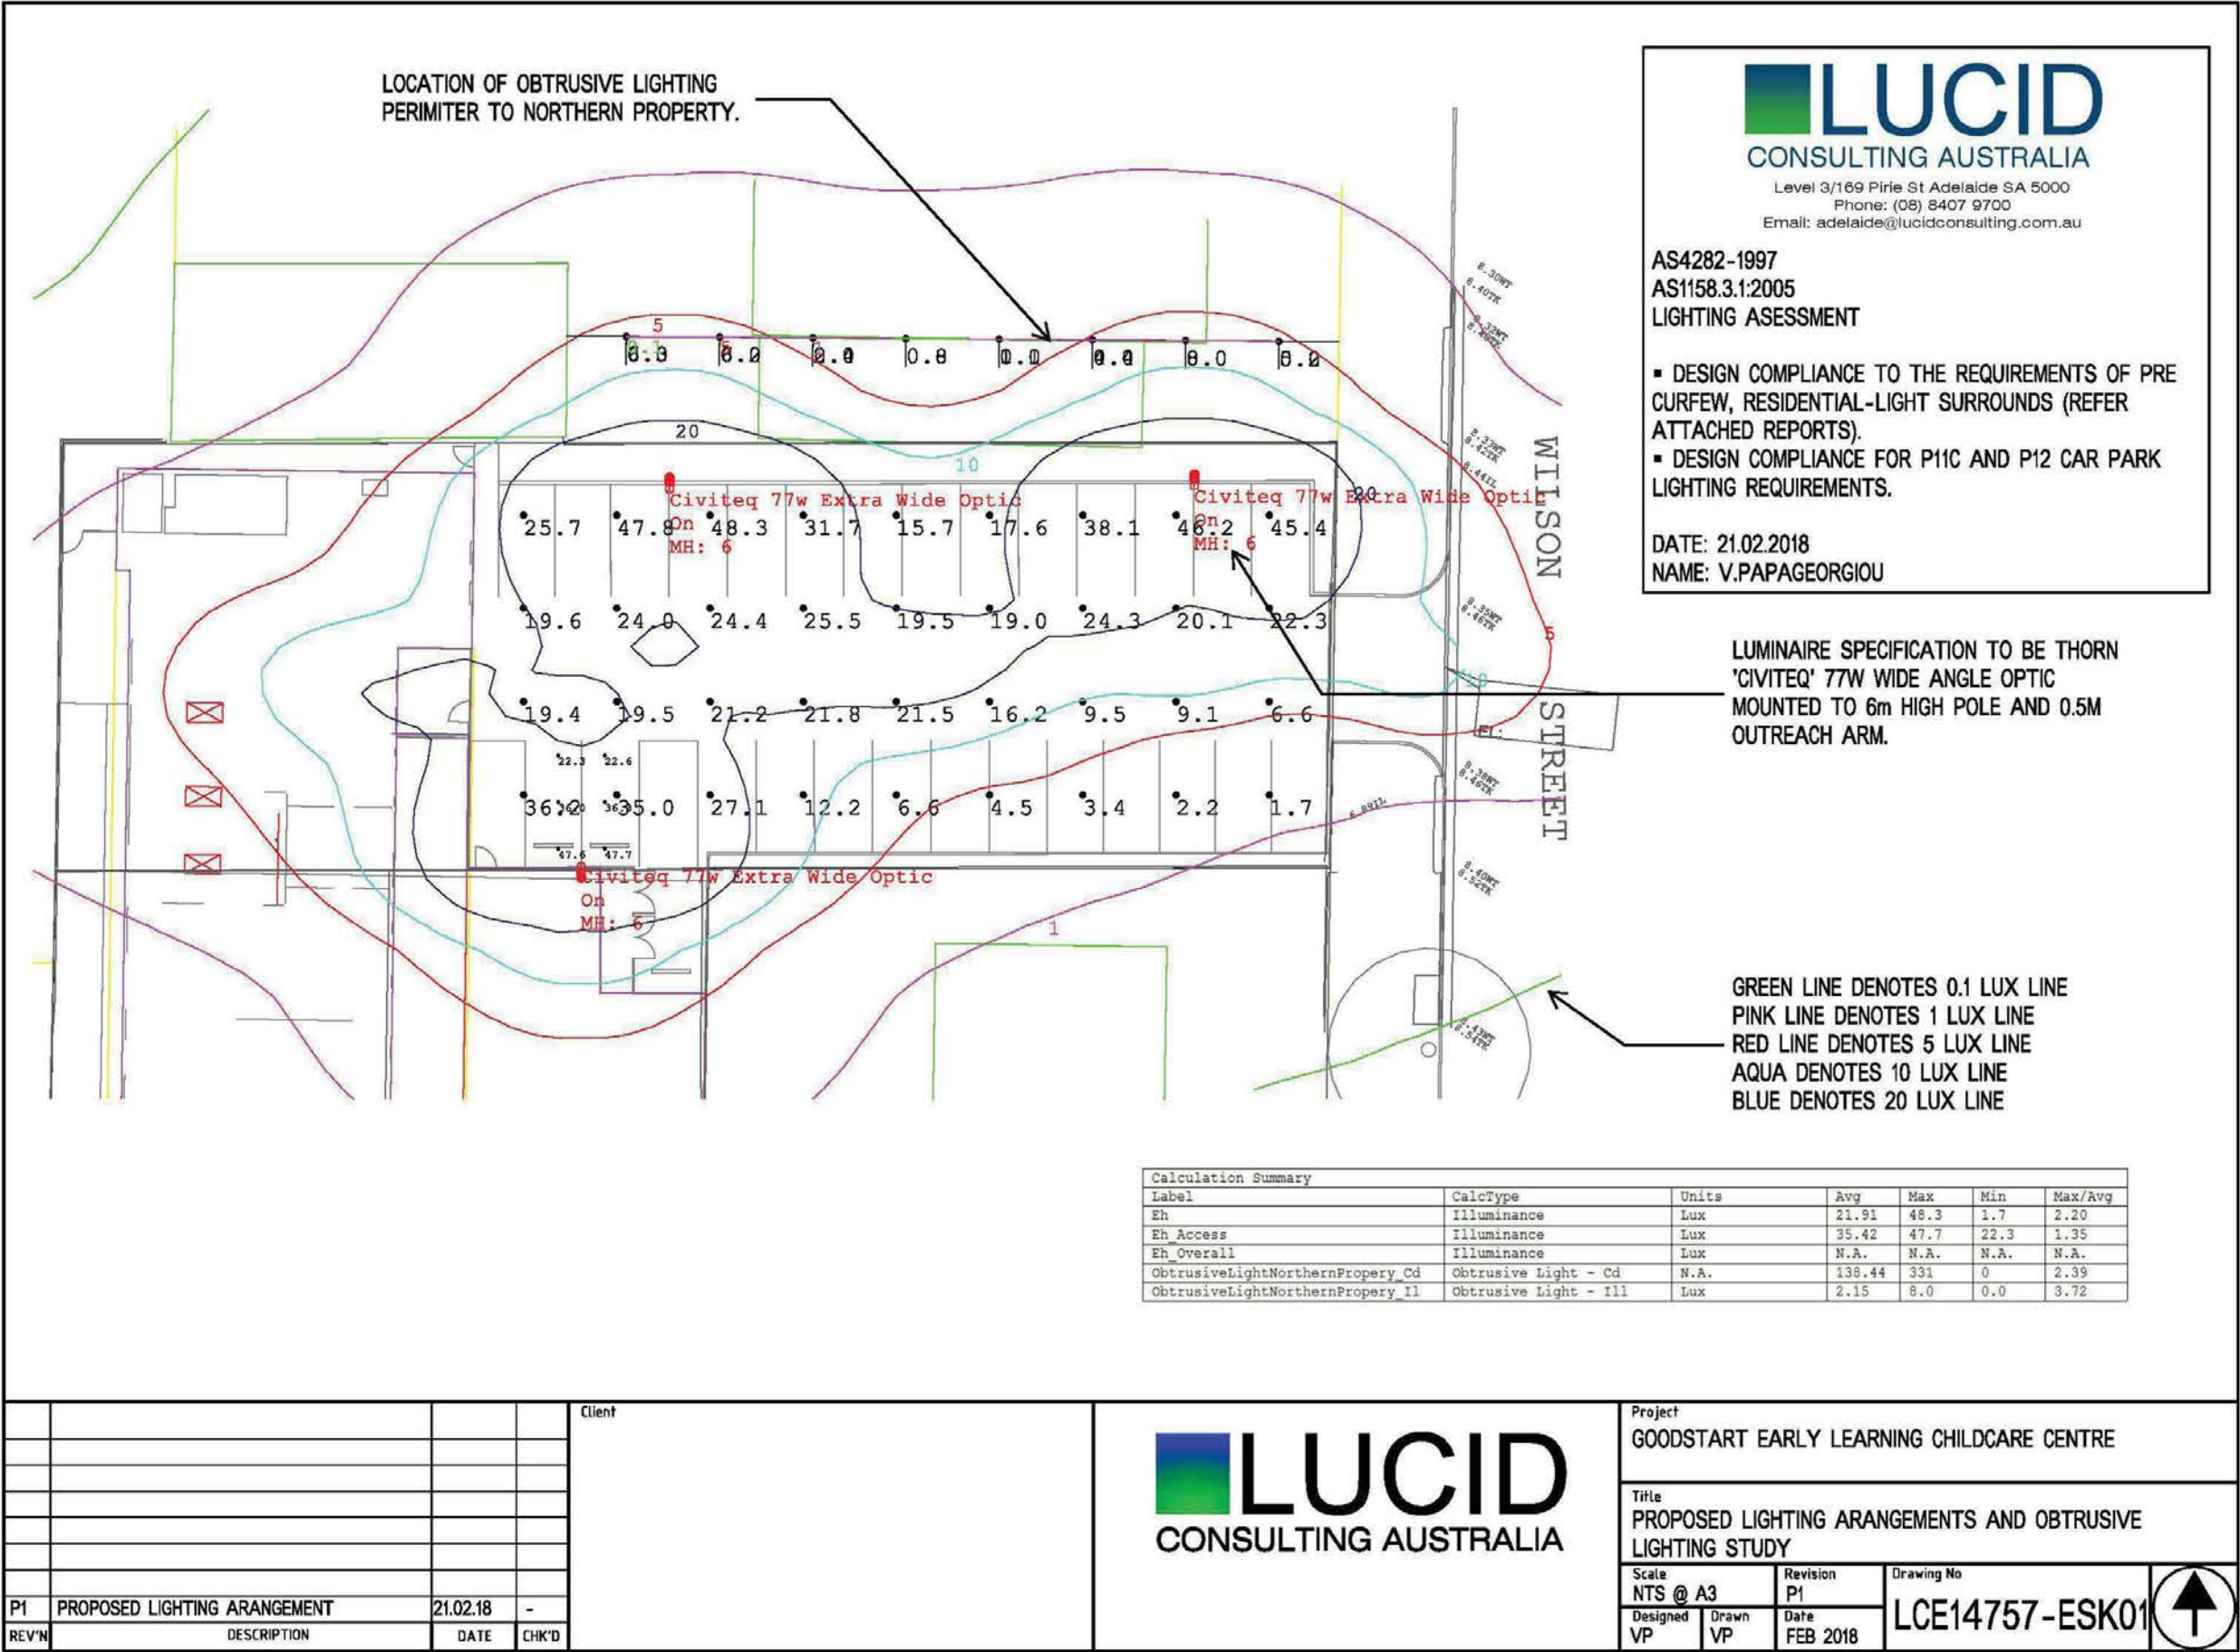 LOCATION OF OBTRUSIVE LIGHTING
PERIMITER TO NORTHERN PROPERTY.
LUCID
CONSULTING AUSTRALIA
Level 3/169 Pirie St Adelaide SA 5000
Phone: (08) 8407 9700
Email: adelaide@lucidconsulting.com.au
AS4282-1997
AS1158.3.1:2005
LIGHTING ASESSMENT
▪ DESIGN COMPLIANCE TO THE REQUIREMENTS OF PRE
CURFEW, RESIDENTIAL-LIGHT SURROUNDS (REFER
ATTACHED REPORTS).
▪ DESIGN COMPLIANCE FOR P11C AND P12 CAR PARK
LIGHTING REQUIREMENTS.
DATE: 21.02.2018
NAME: V.PAPAGEORGIOU
LUMINAIRE SPECIFICATION TO BE THORN
'CIVITEQ' 77W WIDE ANGLE OPTIC
MOUNTED TO 6m HIGH POLE AND 0.5M
OUTREACH ARM.
GREEN LINE DENOTES 0.1 LUX LINE
PINK LINE DENOTES 1 LUX LINE
RED LINE DENOTES 5 LUX LINE
AQUA DENOTES 10 LUX LINE
BLUE DENOTES 20 LUX LINE
5
20
10
Civiteq 77w Extra Wide Optic
On
MH: 6
Civiteq 77w Extra Wide Optic
On
MH: 6
20
25.7 47.8 48.3 31.7 15.7 17.6 38.1 46.2 45.4
19.6 24.0 24.4 25.5 19.5 19.0 24.3 20.1 22.3
19.4 19.5 21.2 21.8 21.5 16.2 9.5 9.1 6.6
22.3 22.6
36.2 35.0 27.1 12.2 6.6 4.5 3.4 2.2 1.7
47.6 47.7
Civiteq 77w Extra Wide Optic
On
MH: 6
1
5
10
WILSON STREET
Calculation Summary
Label CalcType Units Avg Max Min Max/Avg
Eh Illuminance Lux 21.91 48.3 1.7 2.20
Eh_Access Illuminance Lux 35.42 47.7 22.3 1.35
Eh_Overall Illuminance Lux N.A. N.A. N.A. N.A.
ObtrusiveLightNorthernPropery_Cd Obtrusive Light - Cd N.A. 138.44 331 0 2.39
ObtrusiveLightNorthernPropery_Il Obtrusive Light - Ill Lux 2.15 8.0 0.0 3.72
P1 PROPOSED LIGHTING ARANGEMENT 21.02.18 -
REV'N DESCRIPTION DATE CHK'D
Client
LUCID
CONSULTING AUSTRALIA
Project
GOODSTART EARLY LEARNING CHILDCARE CENTRE
Title
PROPOSED LIGHTING ARANGEMENTS AND OBTRUSIVE
LIGHTING STUDY
Scale
NTS @ A3
Revision
P1
Drawing No
LCE14757-ESK01
Designed
VP
Drawn
VP
Date
FEB 2018